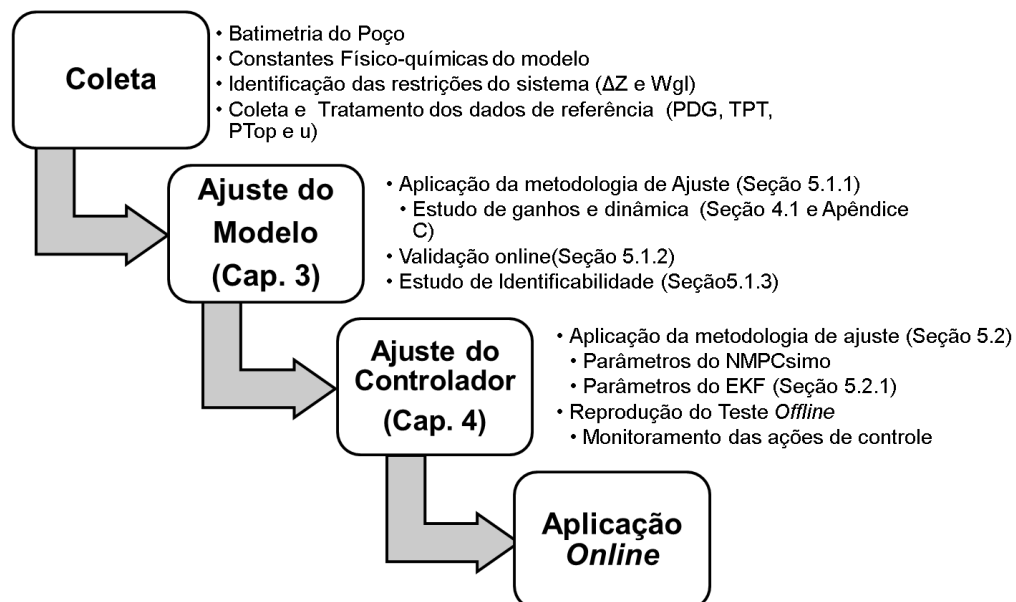 Coleta
• Batimetria do Poço
• Constantes Físico-químicas do modelo
• Identificação das restrições do sistema (ΔZ e Wgl)
• Coleta e Tratamento dos dados de referência (PDG, TPT,
PTop e u)
Ajuste do
Modelo
(Cap. 3)
• Aplicação da metodologia de Ajuste (Seção 5.1.1)
• Estudo de ganhos e dinâmica (Seção 4.1 e Apêndice
C)
• Validação online(Seção 5.1.2)
• Estudo de Identificabilidade (Seção5.1.3)
Ajuste do
Controlador
(Cap. 4)
• Aplicação da metodologia de ajuste (Seção 5.2)
• Parâmetros do NMPCsimo
• Parâmetros do EKF (Seção 5.2.1)
• Reprodução do Teste Offline
• Monitoramento das ações de controle
Aplicação
Online